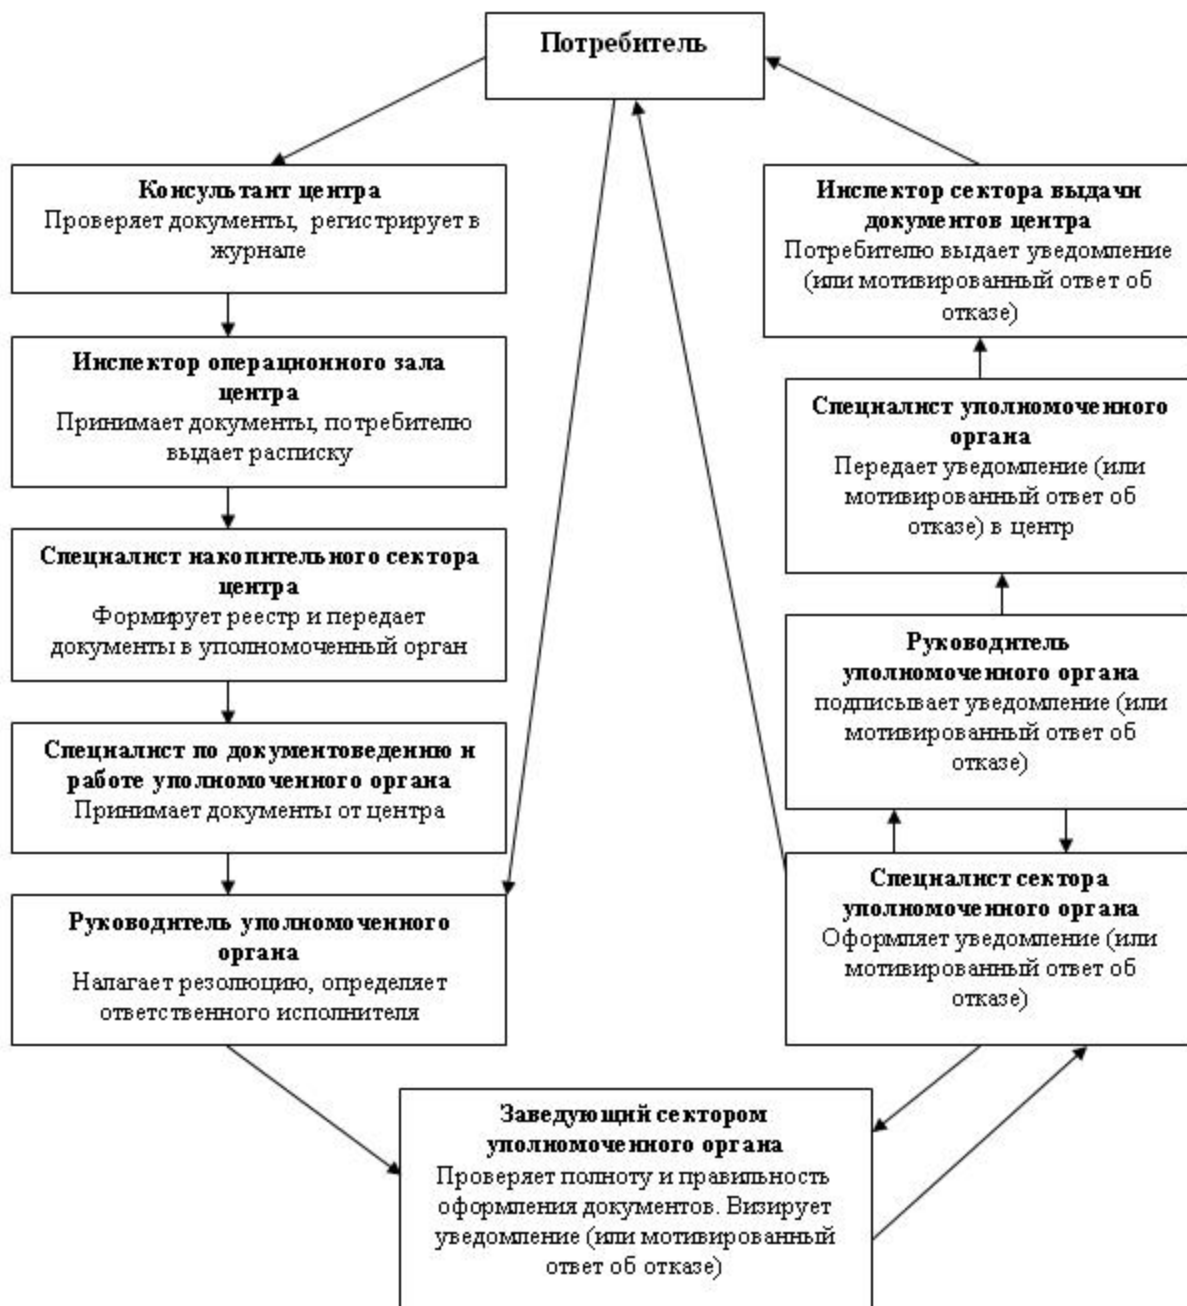 Потребитель
Консультант центра
Проверяет документы, регистрирует в
журнале
Инспектор операционного зала
центра
Принимает документы, потребителю
выдает расписку
Специалист накопительного сектора
центра
Формирует реестр и передает
документы в уполномоченный орган
Специалист по документоведению и
работе уполномоченного органа
Принимает документы от центра
Руководитель уполномоченного
органа
Налагает резолюцию, определяет
ответственного исполнителя
Заведующий сектором
уполномоченного органа
Проверяет полноту и правильность
оформления документов. Визирует
уведомление (или мотивированный
ответ об отказе)
Специалист сектора
уполномоченного органа
Оформляет уведомление (или
мотивированный ответ об
отказе)
Руководитель
уполномоченного органа
подписывает уведомление (или
мотивированный ответ об
отказе)
Специалист уполномоченного
органа
Передает уведомление (или
мотивированный ответ об
отказе) в центр
Инспектор сектора выдачи
документов центра
Потребителю выдает уведомление
(или мотивированный ответ об
отказе)